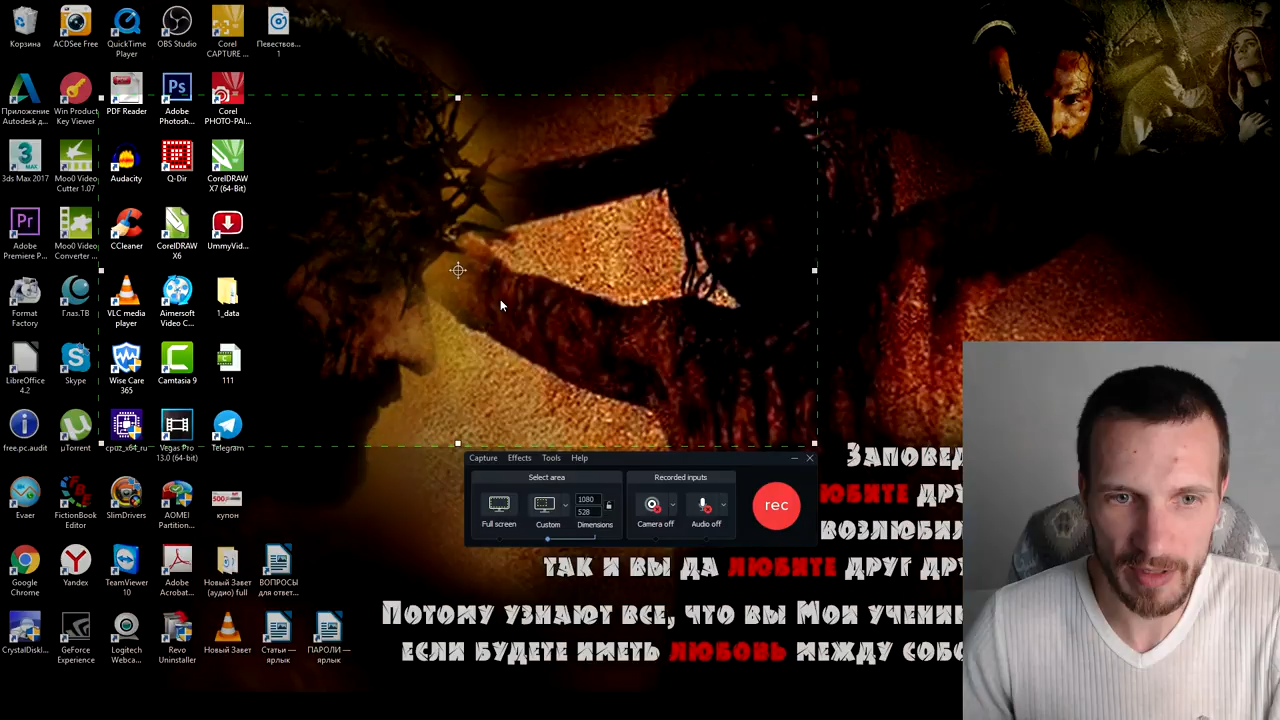 Корзина
ACDSee Free
QuickTime
Player
OBS Studio
Corel
CAPTURE ...
Певествов...
1
Приложение
Autodesk д...
Win Product
Key Viewer
PDF Reader
Adobe
Photosh...
Corel
PHOTO-PAI...
3ds Max 2017
Moo0 Video
Cutter 1.07
Audacity
Q-Dir
CorelDRAW
X7 (64-Bit)
Adobe
Premiere P...
Moo0 Video
Converter ...
CCleaner
CorelDRAW
X6
UmmyVid...
Format
Factory
Глаз.ТВ
VLC media
player
Aimersoft
Video C...
1_data
LibreOffice
4.2
Skype
Wise Care
365
Camtasia 9
111
free.pc.audit
µTorrent
cpuz_x64_ru
Vegas Pro
13.0 (64-bit)
Telegram
Evaer
FictionBook
Editor
SlimDrivers
AOMEI
Partition...
купон
Google
Chrome
Yandex
TeamViewer
10
Adobe
Acrobat...
Новый Завет
(аудио) full
ВОПРОСЫ
для ответ...
CrystalDiskI...
GeForce
Experience
Logitech
Webca...
Revo
Uninstaller
Новый Завет
Статьи —
ярлык
ПАРОЛИ —
ярлык
Capture Effects Tools Help
Select area
Recorded inputs
Full screen
Custom
1080
528
Dimensions
Camera off
Audio off
rec
Заповед
юбите дру
возлюбил
так и вы да любите друг дру
Потому узнают все, что вы Мои учени
если будете иметь любовь между собо